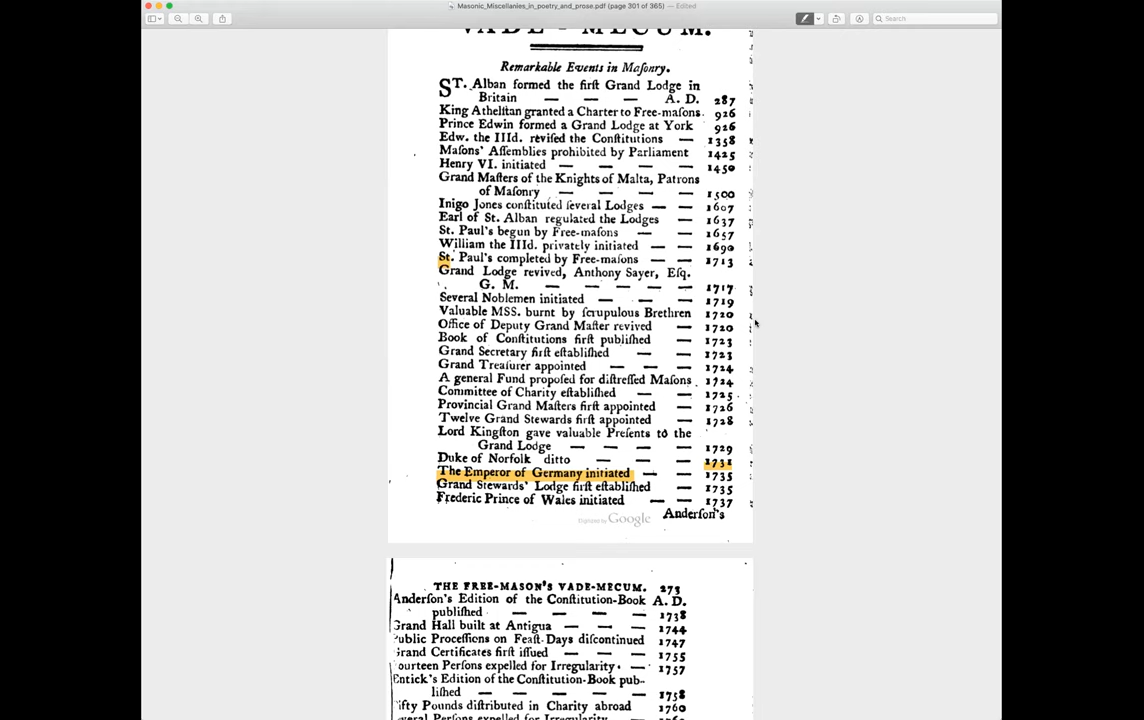 Masonic_Miscellanies_in_poetry_and_prose.pdf (page 301 of 365) — Edited
Search
VADE-MECUM.
Remarkable Events in Maſonry.
ST. Alban formed the firſt Grand Lodge in
Britain — — — A. D. 287
King Athelſtan granted a Charter to Free-maſons 926
Prince Edwin formed a Grand Lodge at York 926
Edw. the IIId. reviſed the Conſtitutions — 1358
Maſons' Aſſemblies prohibited by Parliament 1425
Henry VI. initiated — — — — 1450
Grand Maſters of the Knights of Malta, Patrons
of Maſonry — — — — 1500
Inigo Jones conſtituted ſeveral Lodges — — 1607
Earl of St. Alban regulated the Lodges — 1637
St. Paul's begun by Free-maſons — — 1657
William the IIId. privately initiated — — 1690
St. Paul's completed by Free-maſons — — 1713
Grand Lodge revived, Anthony Sayer, Eſq.
G. M. — — — — — 1717
Several Noblemen initiated — — — 1719
Valuable MSS. burnt by ſcrupulous Brethren 1720
Office of Deputy Grand Maſter revived — 1720
Book of Conſtitutions firſt publiſhed — 1723
Grand Secretary firſt eſtabliſhed — — 1723
Grand Treaſurer appointed — — — 1724
A general Fund propoſed for diſtreſſed Maſons 1724
Committee of Charity eſtabliſhed — — 1725
Provincial Grand Maſters firſt appointed — 1726
Twelve Grand Stewards firſt appointed — 1728
Lord Kingſton gave valuable Preſents to the
Grand Lodge — — — — 1729
Duke of Norfolk ditto — — — — 1731
The Emperor of Germany initiated — — 1735
Grand Stewards' Lodge firſt eſtabliſhed — 1735
Frederic Prince of Wales initiated — — 1737
Anderſon's
Digitized by Google
THE FREE-MASON'S VADE-MECUM. 273
Anderſon's Edition of the Conſtitution-Book A. D.
publiſhed — — — — — 1738
Grand Hall built at Antigua — — — 1744
Public Proceſſions on Feaſt-Days diſcontinued 1747
Grand Certificates firſt iſſued — — — 1755
ourteen Perſons expelled for Irregularity — 1757
Entick's Edition of the Conſtitution-Book pub-
liſhed — — — — — 1758
ifty Pounds diſtributed in Charity abroad 1760